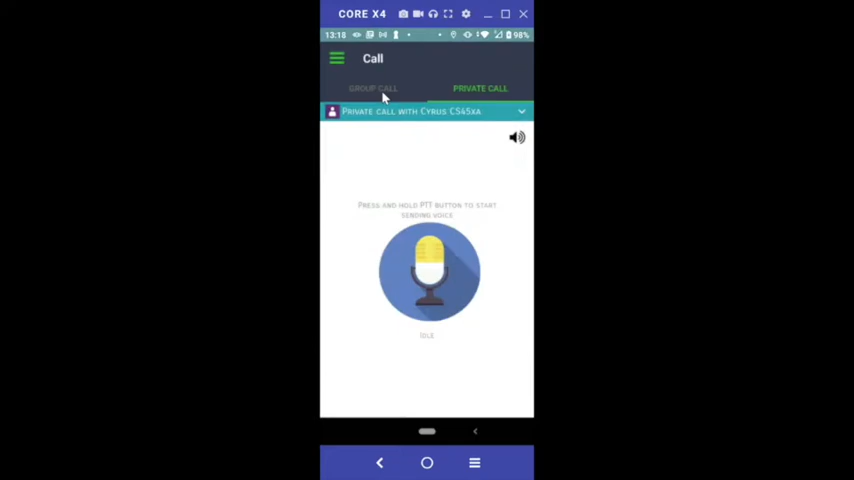 CORE X4
13:18
98%
Call
GROUP CALL
PRIVATE CALL
Private call with Cyrus CS45xa
Press and hold PTT button to start
sending voice
Idle